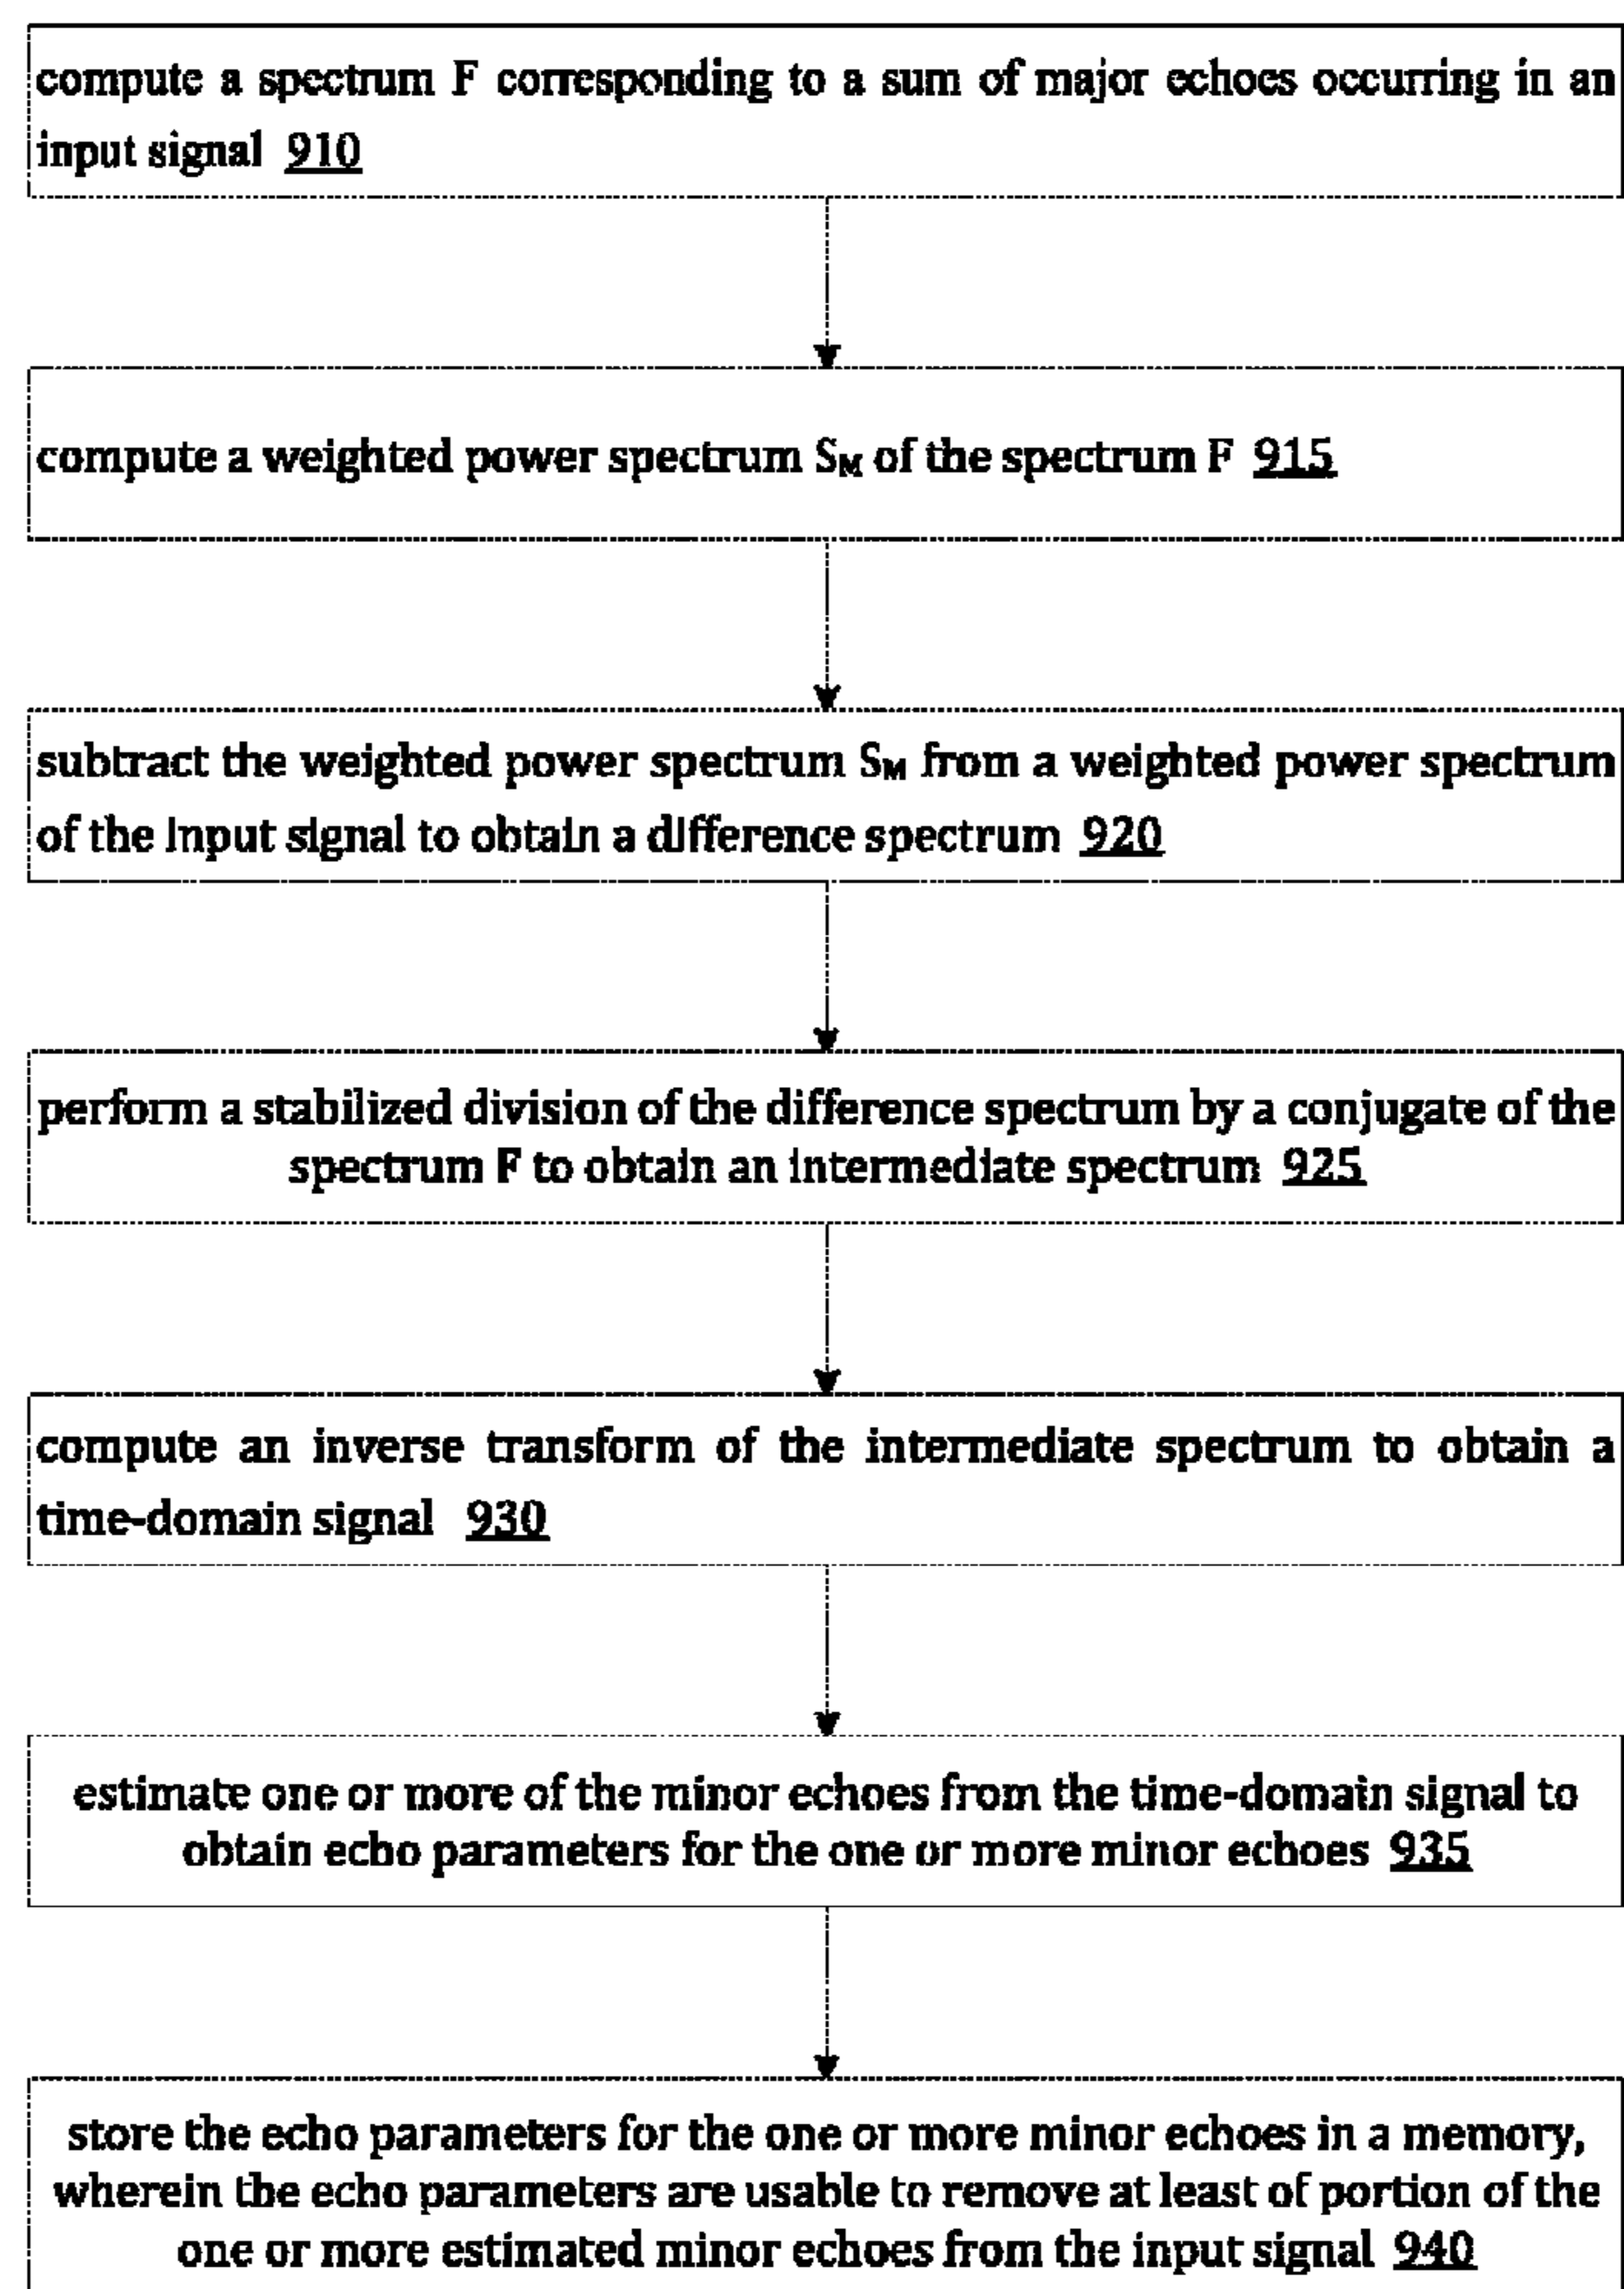 compute a spectrum F corresponding to a sum of major echoes occurring in an
input signal 910
compute a weighted power spectrum SM of the spectrum F 915
subtract the weighted power spectrum SM from a weighted power spectrum
of the input signal to obtain a difference spectrum 920
perform a stabilized division of the difference spectrum by a conjugate of the
spectrum F to obtain an intermediate spectrum 925
compute an inverse transform of the intermediate spectrum to obtain a
time-domain signal 930
estimate one or more of the minor echoes from the time-domain signal to
obtain echo parameters for the one or more minor echoes 935
store the echo parameters for the one or more minor echoes in a memory,
wherein the echo parameters are usable to remove at least of portion of the
one or more estimated minor echoes from the input signal 940